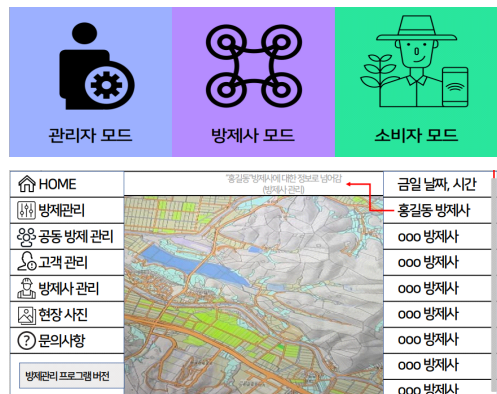 관리자 모드
방제사 모드
소비자 모드
HOME
"홍길동"방제사에 대한 정보로 넘어감
(방제사 관리)
금일 날짜, 시간
방제관리
홍길동 방제사
공동 방제 관리
ooo 방제사
고객 관리
ooo 방제사
방제사 관리
ooo 방제사
현장 사진
ooo 방제사
문의사항
ooo 방제사
ooo 방제사
방제관리 프로그램 버전
ooo 방제사